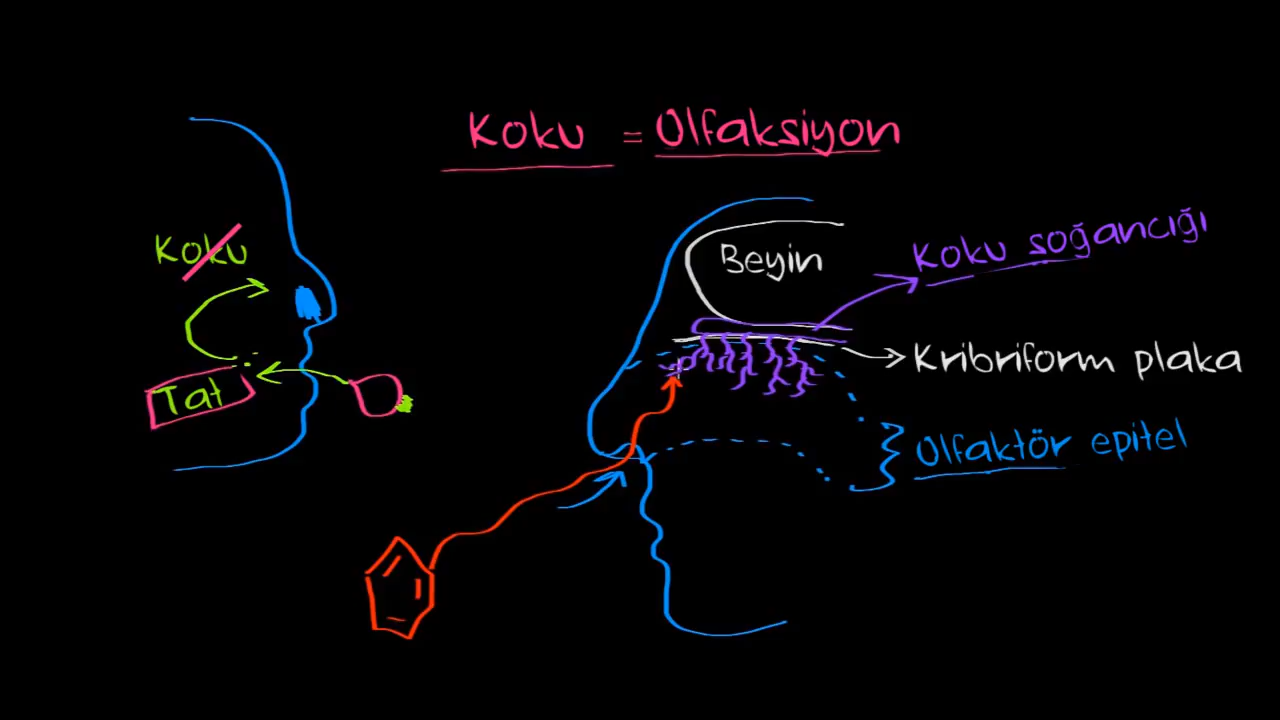 Koku = Olfaksiyon
Koku
Tat
Beyin
Koku soğancığı
Kribriform plaka
Olfaktör epitel